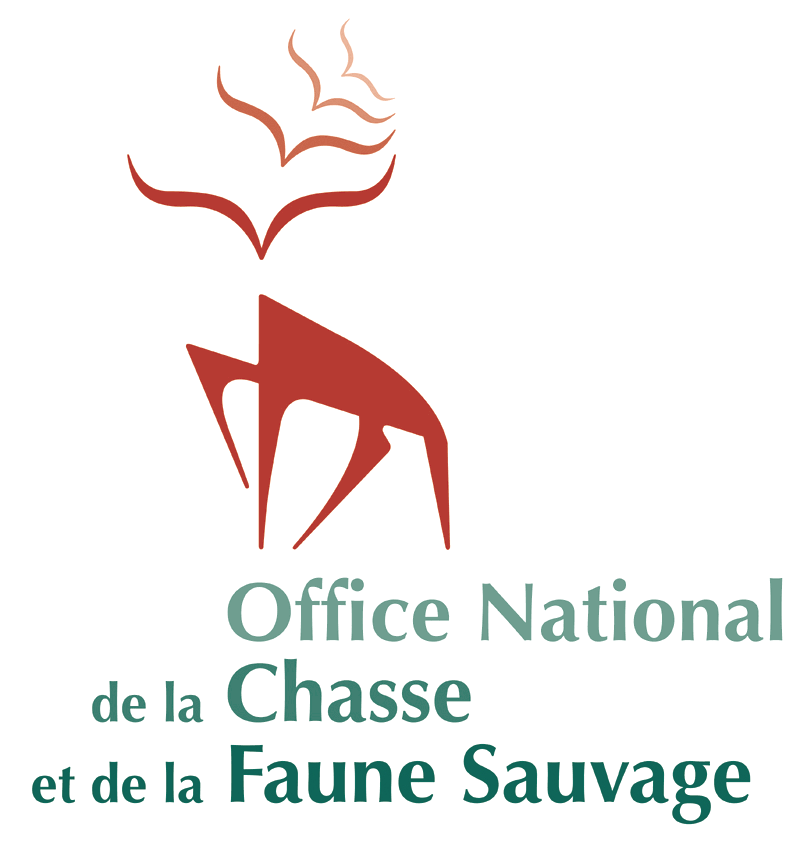 Office National
de la Chasse
et de la Faune Sauvage